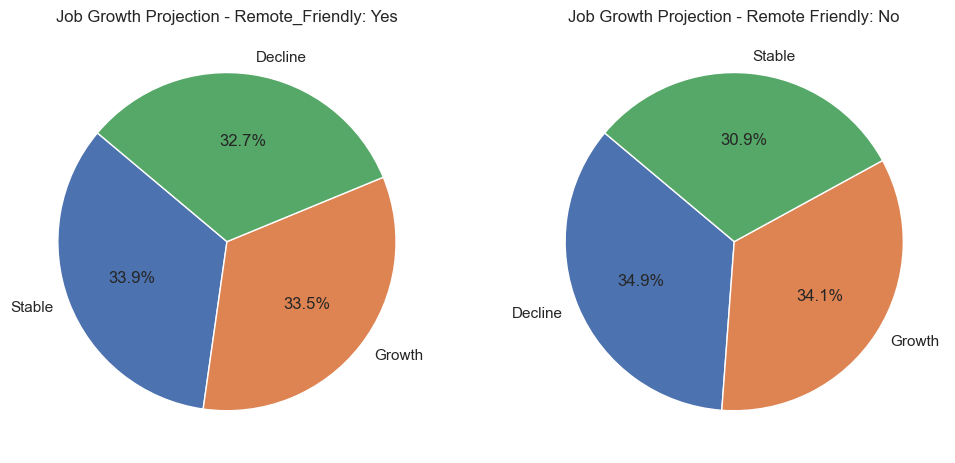 Job Growth Projection - Remote_Friendly: Yes
Decline
32.7%
33.9%
33.5%
Stable
Growth
Job Growth Projection - Remote Friendly: No
Stable
30.9%
34.9%
34.1%
Decline
Growth